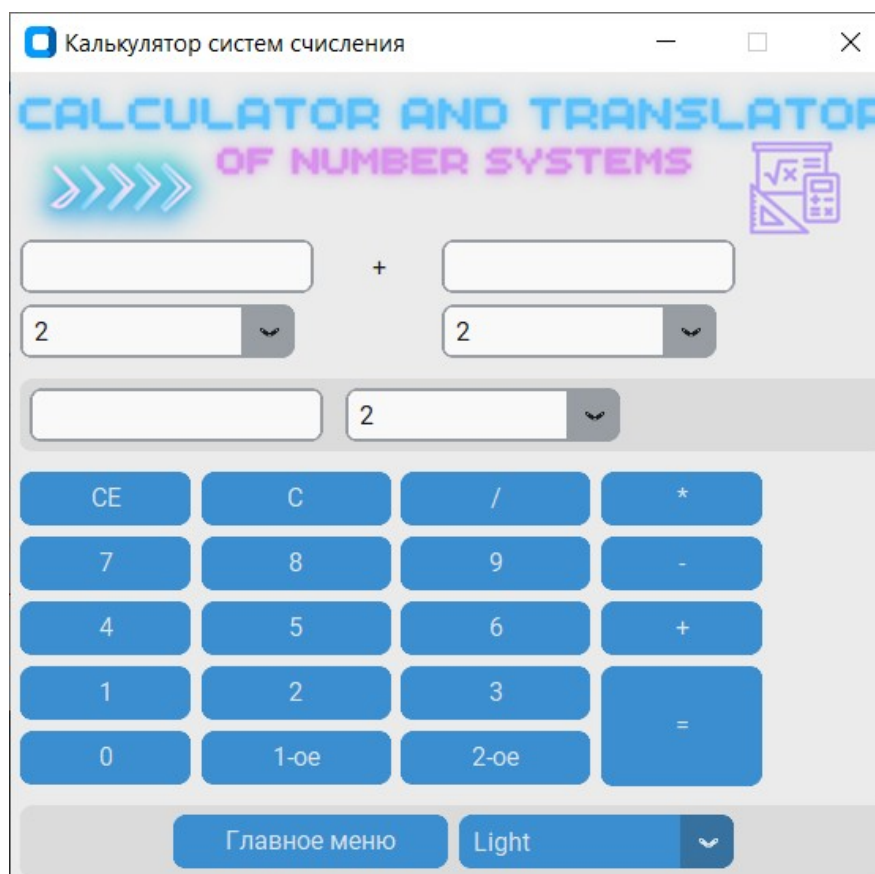 Калькулятор систем счисления
CALCULATOR AND TRANSLATOR
OF NUMBER SYSTEMS
√x
+
2 2
2
CE C / *
7 8 9 -
4 5 6 +
1 2 3
=
0 1-ое 2-ое
Главное меню Light